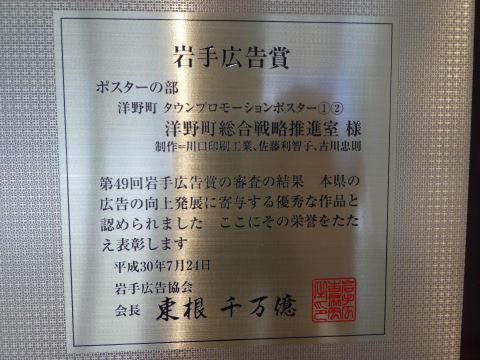 岩手広告賞
ポスターの部
洋野町 タウンプロモーションポスター①②
洋野町総合戦略推進室 様
制作=川口印刷工業、佐藤利智子、古川忠則
第49回岩手広告賞の審査の結果 本県の
広告の向上発展に寄与する優秀な作品と
認められました ここにその栄誉をたた
え表彰します
平成30年7月24日
岩手広告協会
会長 東根 千万億